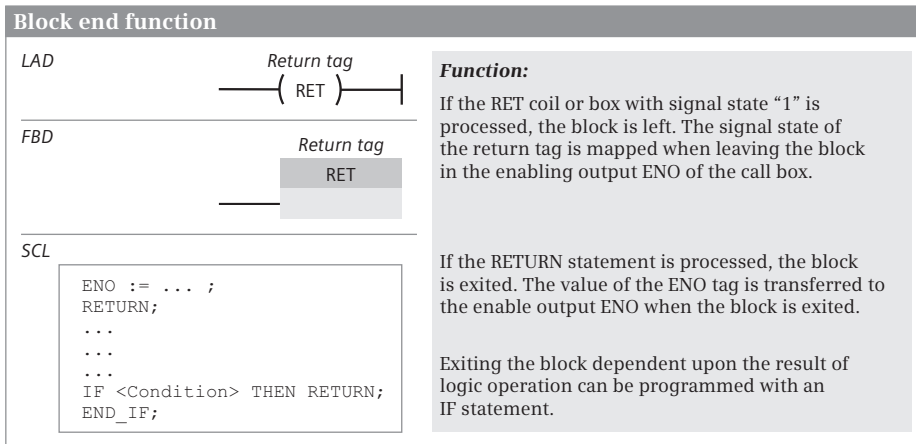 Block end function
LAD
Return tag
RET
Function:
If the RET coil or box with signal state “1” is
processed, the block is left. The signal state of
the return tag is mapped when leaving the block
in the enabling output ENO of the call box.
FBD
Return tag
RET
SCL
ENO := ... ;
RETURN;
...
...
...
IF <Condition> THEN RETURN;
END_IF;
If the RETURN statement is processed, the block
is exited. The value of the ENO tag is transferred to
the enable output ENO when the block is exited.
Exiting the block dependent upon the result of
logic operation can be programmed with an
IF statement.